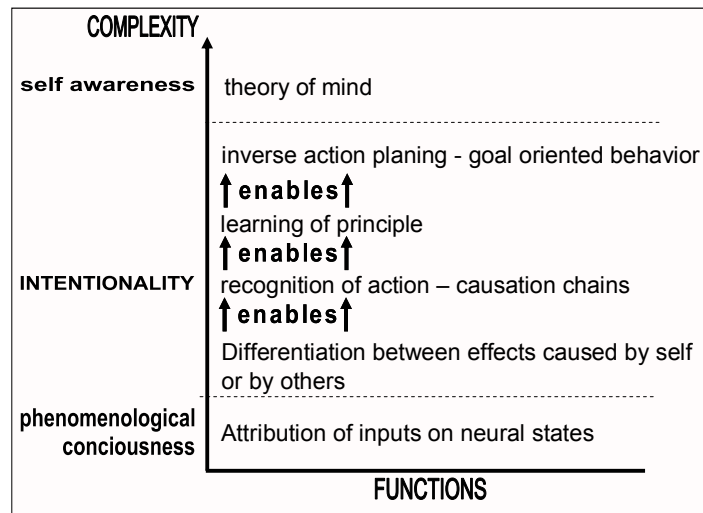 COMPLEXITY
self awareness
theory of mind
inverse action planing - goal oriented behavior
enables
learning of principle
enables
INTENTIONALITY
recognition of action – causation chains
enables
Differentiation between effects caused by self
or by others
phenomenological
conciousness
Attribution of inputs on neural states
FUNCTIONS